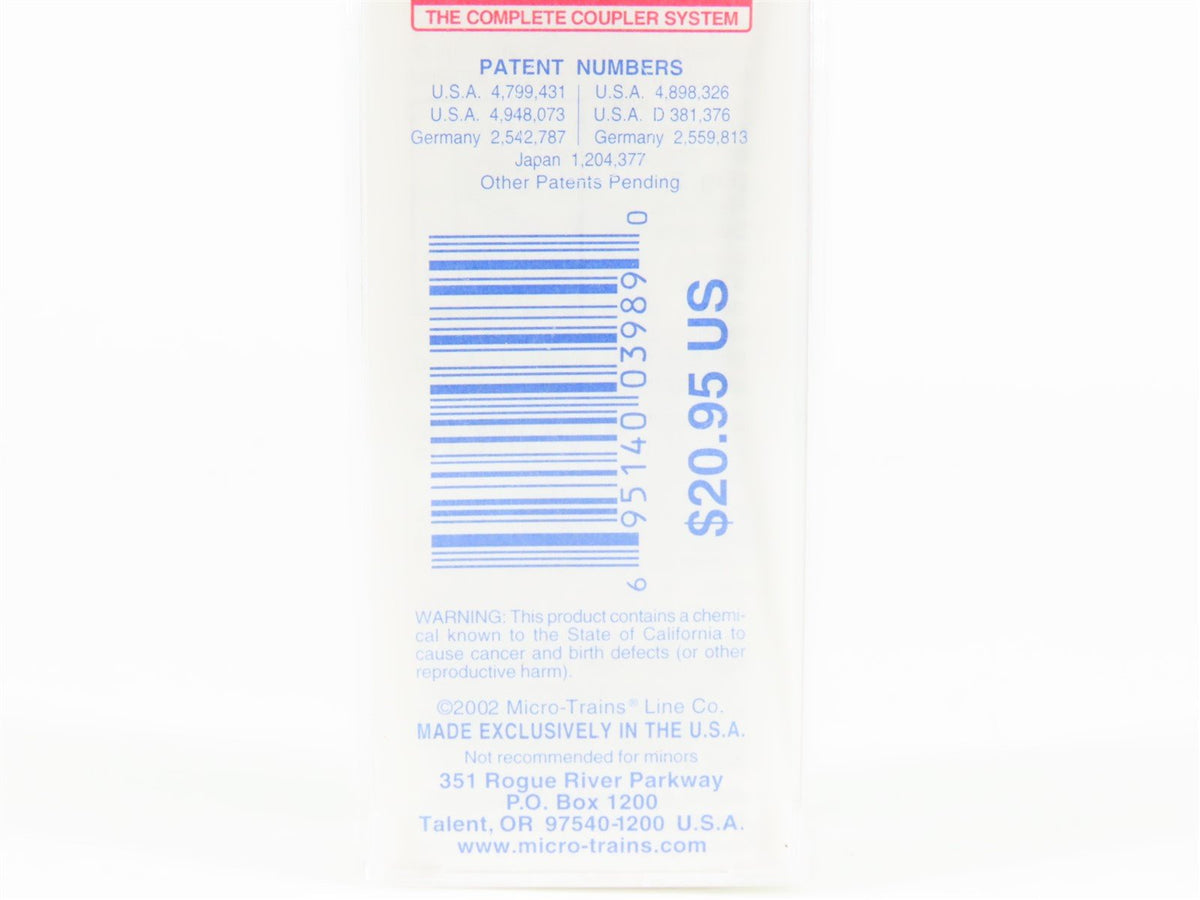 THE COMPLETE COUPLER SYSTEM
PATENT NUMBERS
U.S.A. 4,799,431 | U.S.A. 4,898,326
U.S.A. 4,948,073 | U.S.A. D 381,376
Germany 2,542,787 | Germany 2,559,813
Japan 1,204,377
Other Patents Pending
6 95140 03989 0
$20.95 US
WARNING: This product contains a chemi-
cal known to the State of California to
cause cancer and birth defects (or other
reproductive harm).
©2002 Micro-Trains® Line Co.
MADE EXCLUSIVELY IN THE U.S.A.
Not recommended for minors
351 Rogue River Parkway
P.O. Box 1200
Talent, OR 97540-1200 U.S.A.
www.micro-trains.com